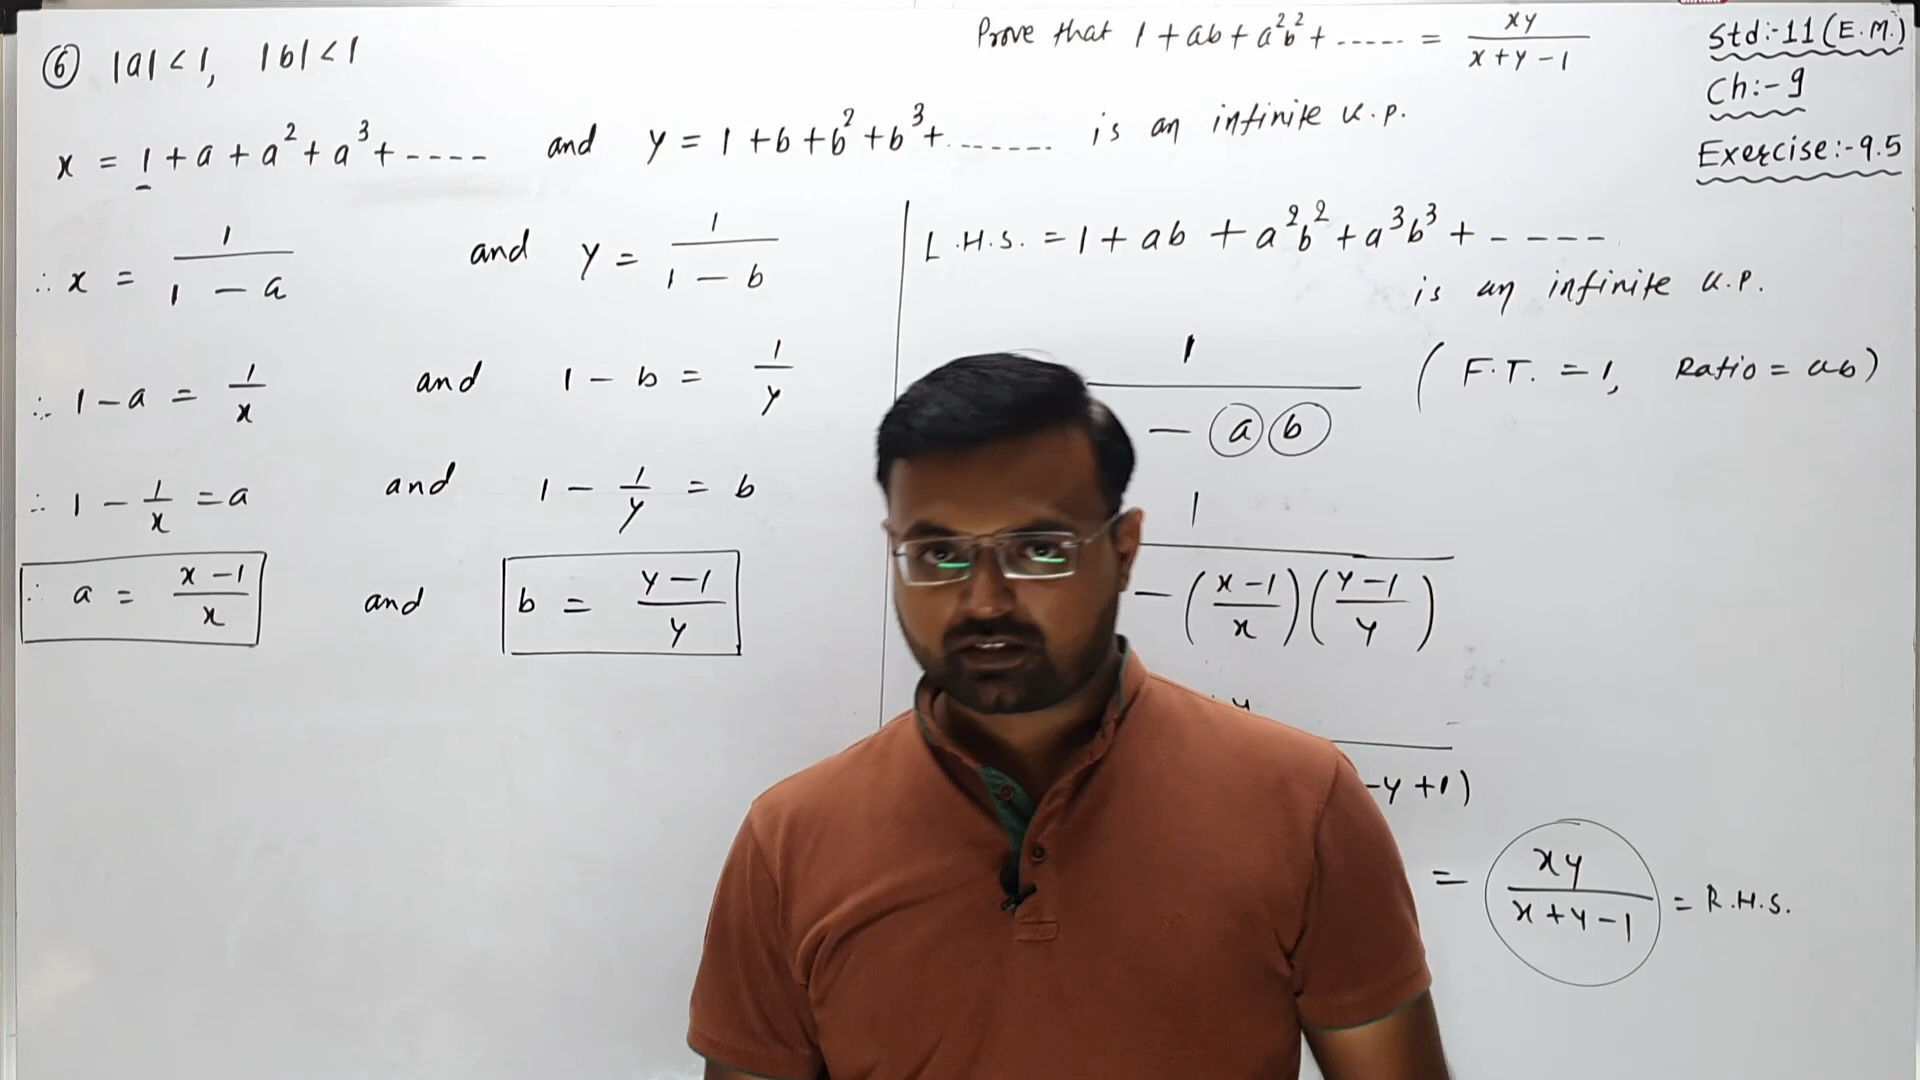 ⑥ |a| < 1, |b| < 1
Prove that 1 + ab + a²b² + ..... = xy / (x + y - 1)
Std:-11 (E.M.)
Ch:- 9
Exercise:- 9.5
x = 1 + a + a² + a³ + ---- and y = 1 + b + b² + b³ + ....... is an infinite G.P.
∴ x = 1 / (1 - a) and y = 1 / (1 - b)
∴ 1 - a = 1/x and 1 - b = 1/y
∴ 1 - 1/x = a and 1 - 1/y = b
∴ a = (x - 1)/x and b = (y - 1)/y
L.H.S. = 1 + ab + a²b² + a³b³ + - - - -
is an infinite G.P.
1 / - ab ( F.T. = 1, Ratio = ab )
1 / - ((x - 1)/x) ((y - 1)/y)
- y + 1 )
= xy / (x + y - 1) = R.H.S.